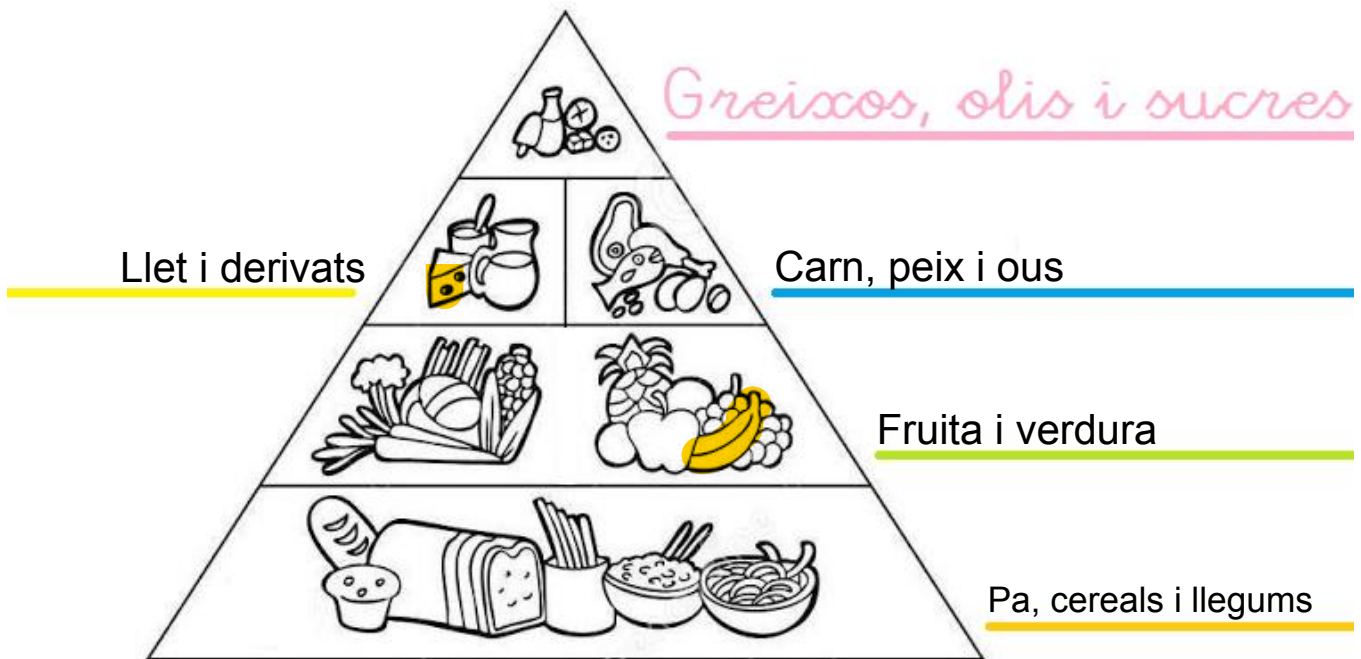 Greixos, olis i sucres
Llet i derivats
Carn, peix i ous
Fruita i verdura
Pa, cereals i llegums